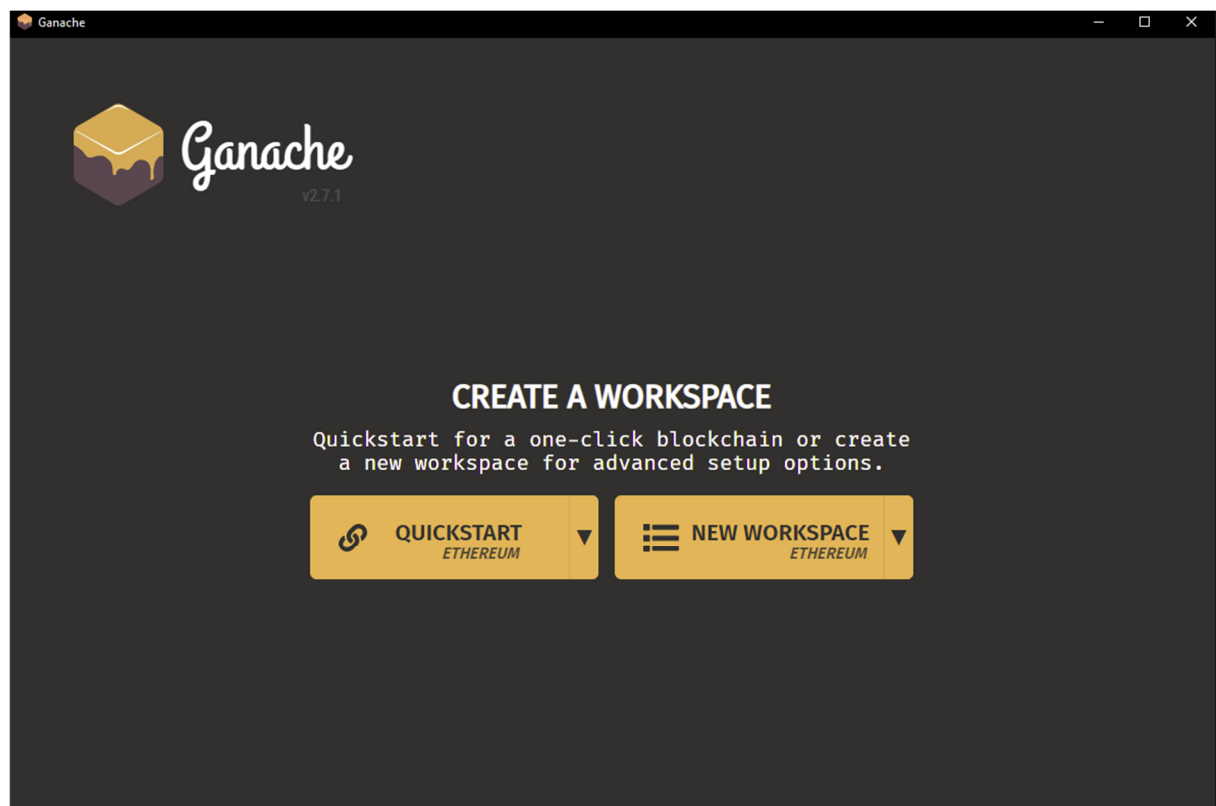 Ganache
Ganache
v2.7.1
CREATE A WORKSPACE
Quickstart for a one-click blockchain or create
a new workspace for advanced setup options.
QUICKSTART
ETHEREUM
NEW WORKSPACE
ETHEREUM